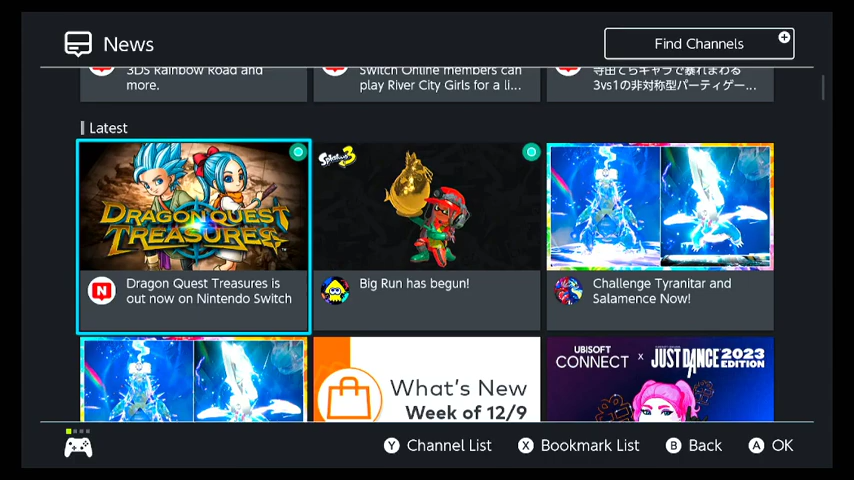 News
Find Channels
3DS Rainbow Road and
more.
Switch Online members can
play River City Girls for a li...
寺田てらキャラで暴れまわる
3vs1の非対称型パーティゲー...
Latest
DRAGON QUEST
TREASURES
Splatoon 3
Dragon Quest Treasures is
out now on Nintendo Switch
Big Run has begun!
Challenge Tyranitar and
Salamence Now!
What's New
Week of 12/9
UBISOFT
CONNECT x JUST DANCE 2023
EDITION
Y Channel List
X Bookmark List
B Back
A OK